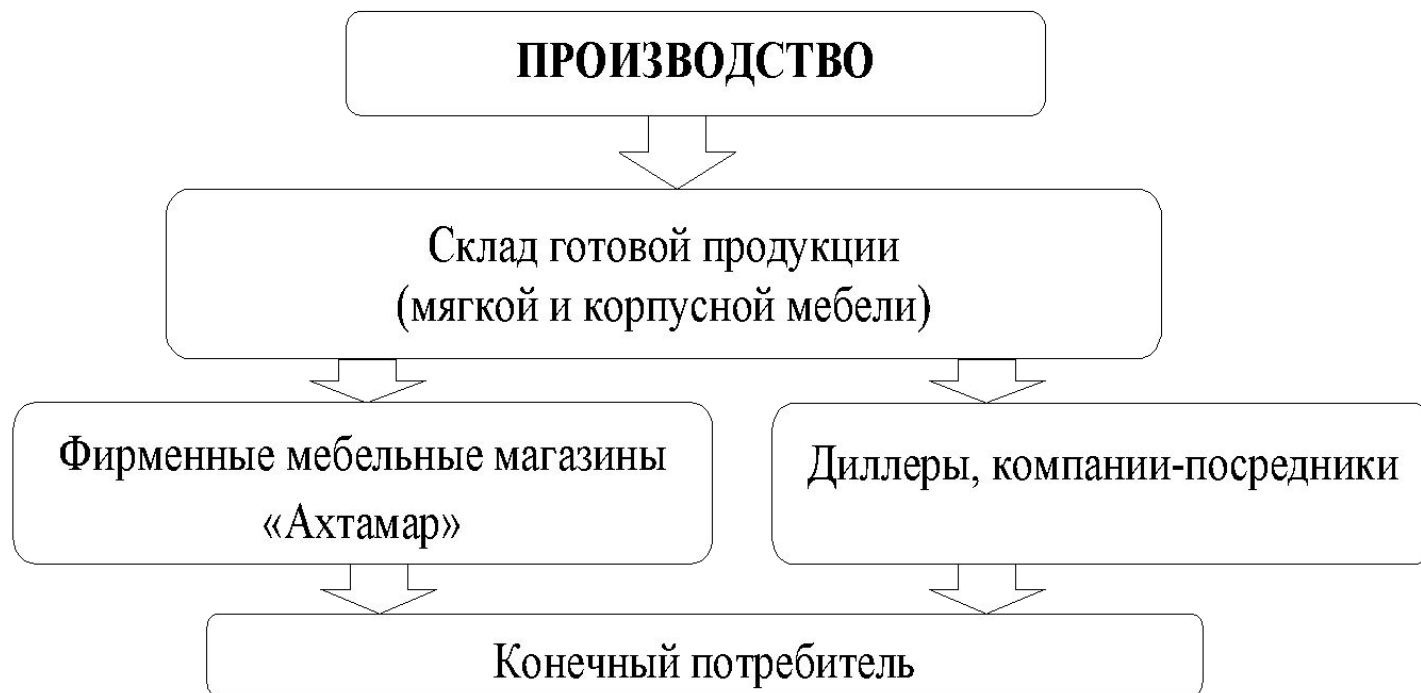 ПРОИЗВОДСТВО
Склад готовой продукции
(мягкой и корпусной мебели)
Фирменные мебельные магазины
«Ахтамар»
Диллеры, компании-посредники
Конечный потребитель